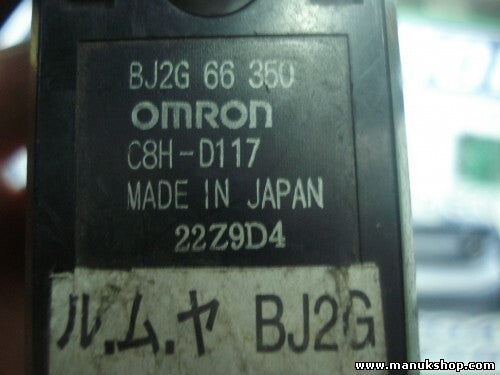 BJ2G 66 350
OMRON
C8H-D117
MADE IN JAPAN
22Z9D4
ル.ム.ヤ BJ2G
www.manukshop.com